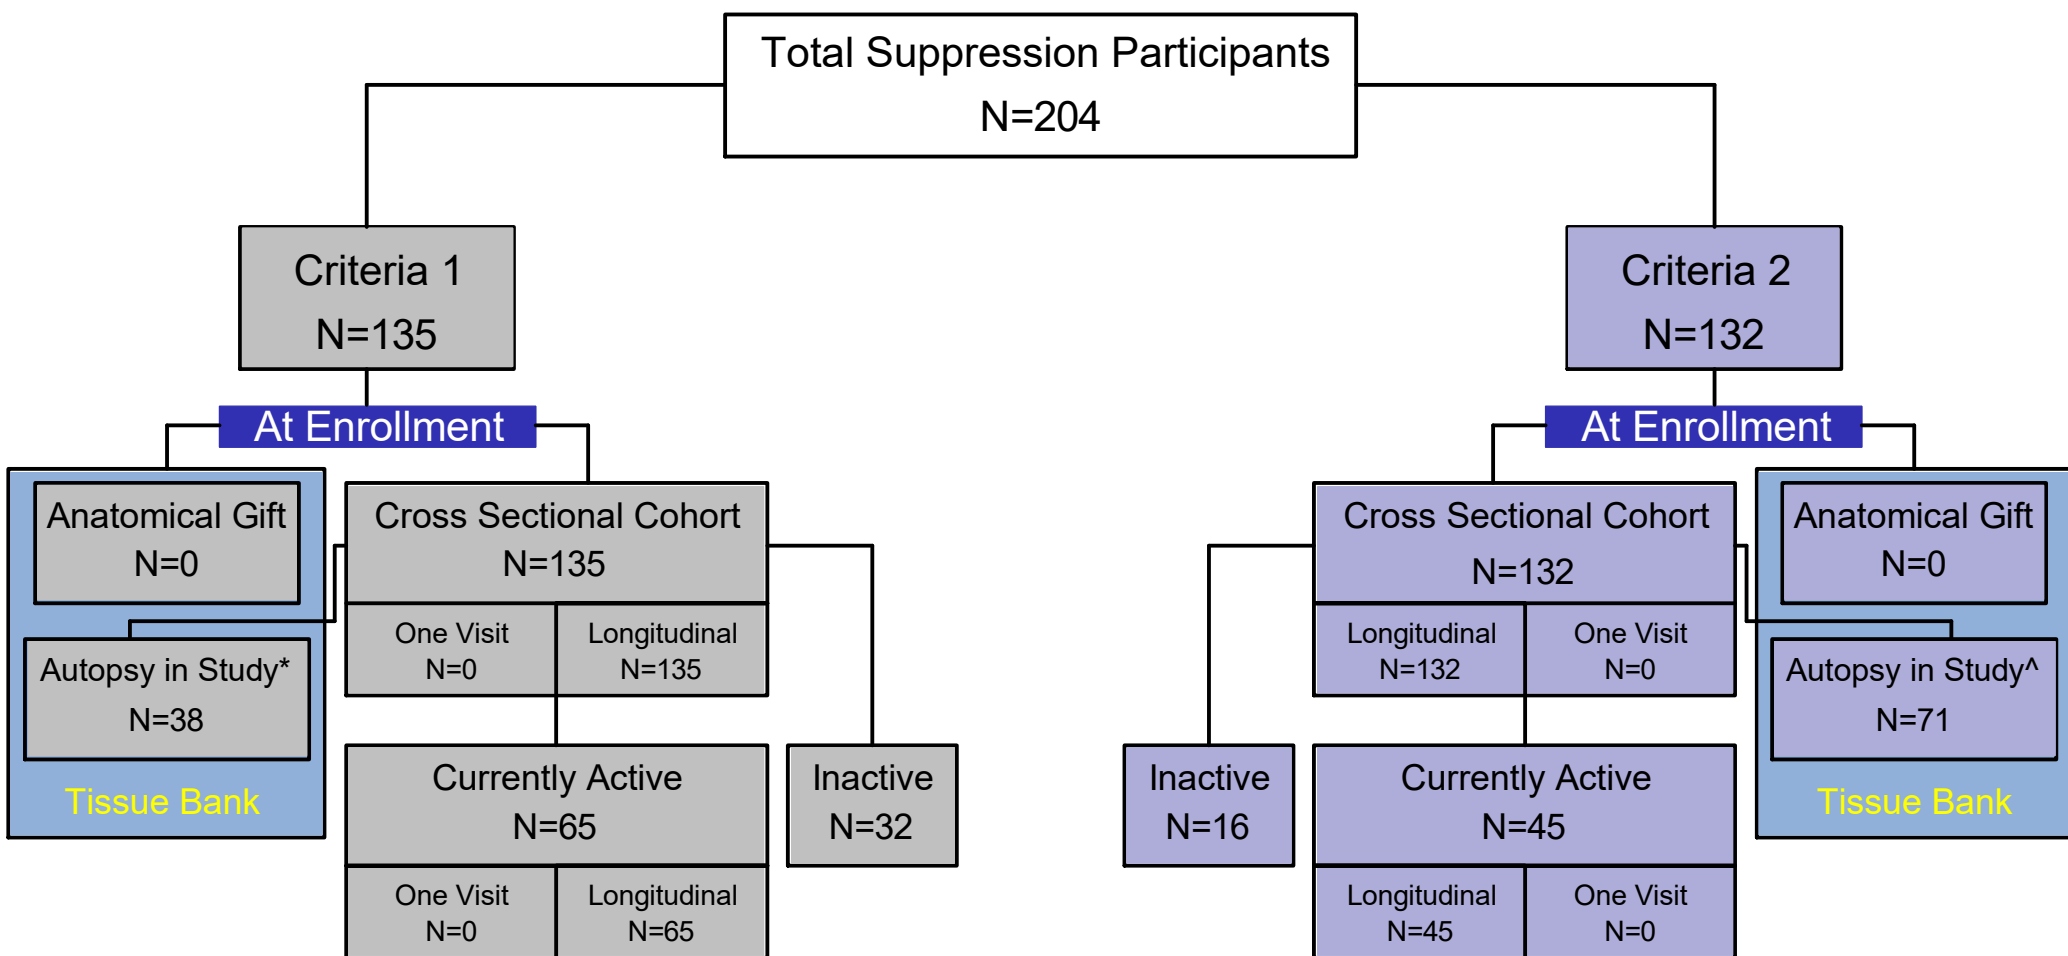 Total Suppression Participants
N=204
Criteria 1
N=135
Criteria 2
N=132
At Enrollment
At Enrollment
Anatomical Gift
N=0
Cross Sectional Cohort
N=135
One Visit
N=0
Longitudinal
N=135
Autopsy in Study*
N=38
Tissue Bank
Currently Active
N=65
Inactive
N=32
One Visit
N=0
Longitudinal
N=65
Cross Sectional Cohort
N=132
Longitudinal
N=132
One Visit
N=0
Anatomical Gift
N=0
Autopsy in Study^
N=71
Tissue Bank
Inactive
N=16
Currently Active
N=45
Longitudinal
N=45
One Visit
N=0